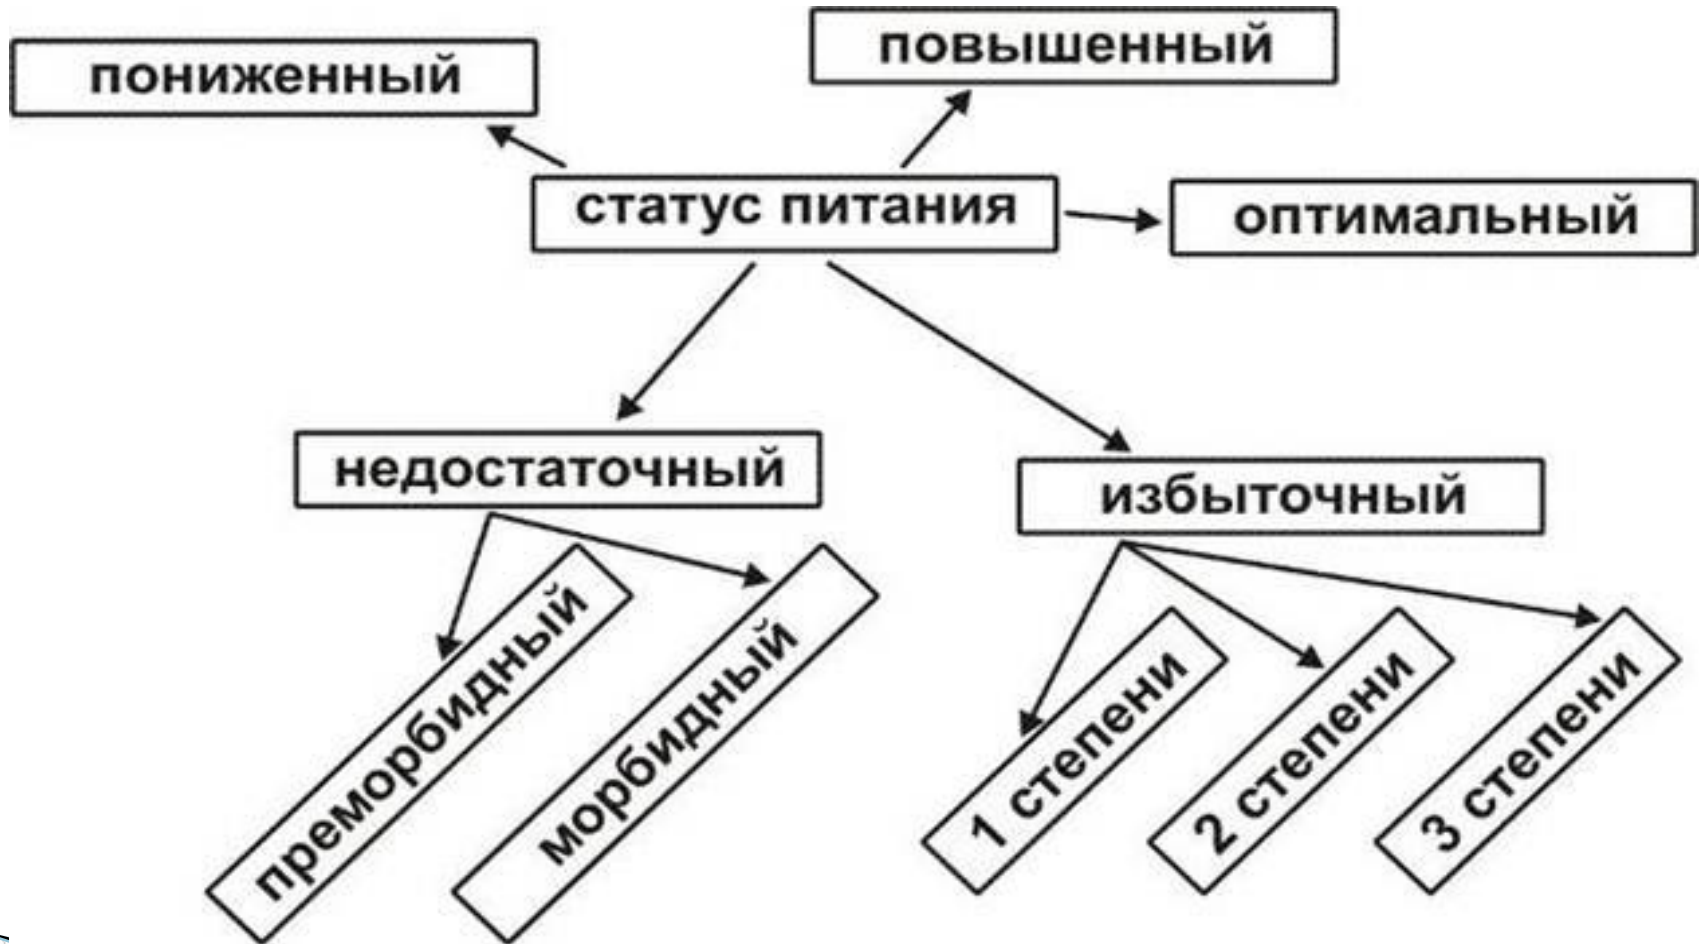 повышенный
пониженный
статус питания
оптимальный
недостаточный
избыточный
преморбидный
морбидный
1 степени
2 степени
3 степени